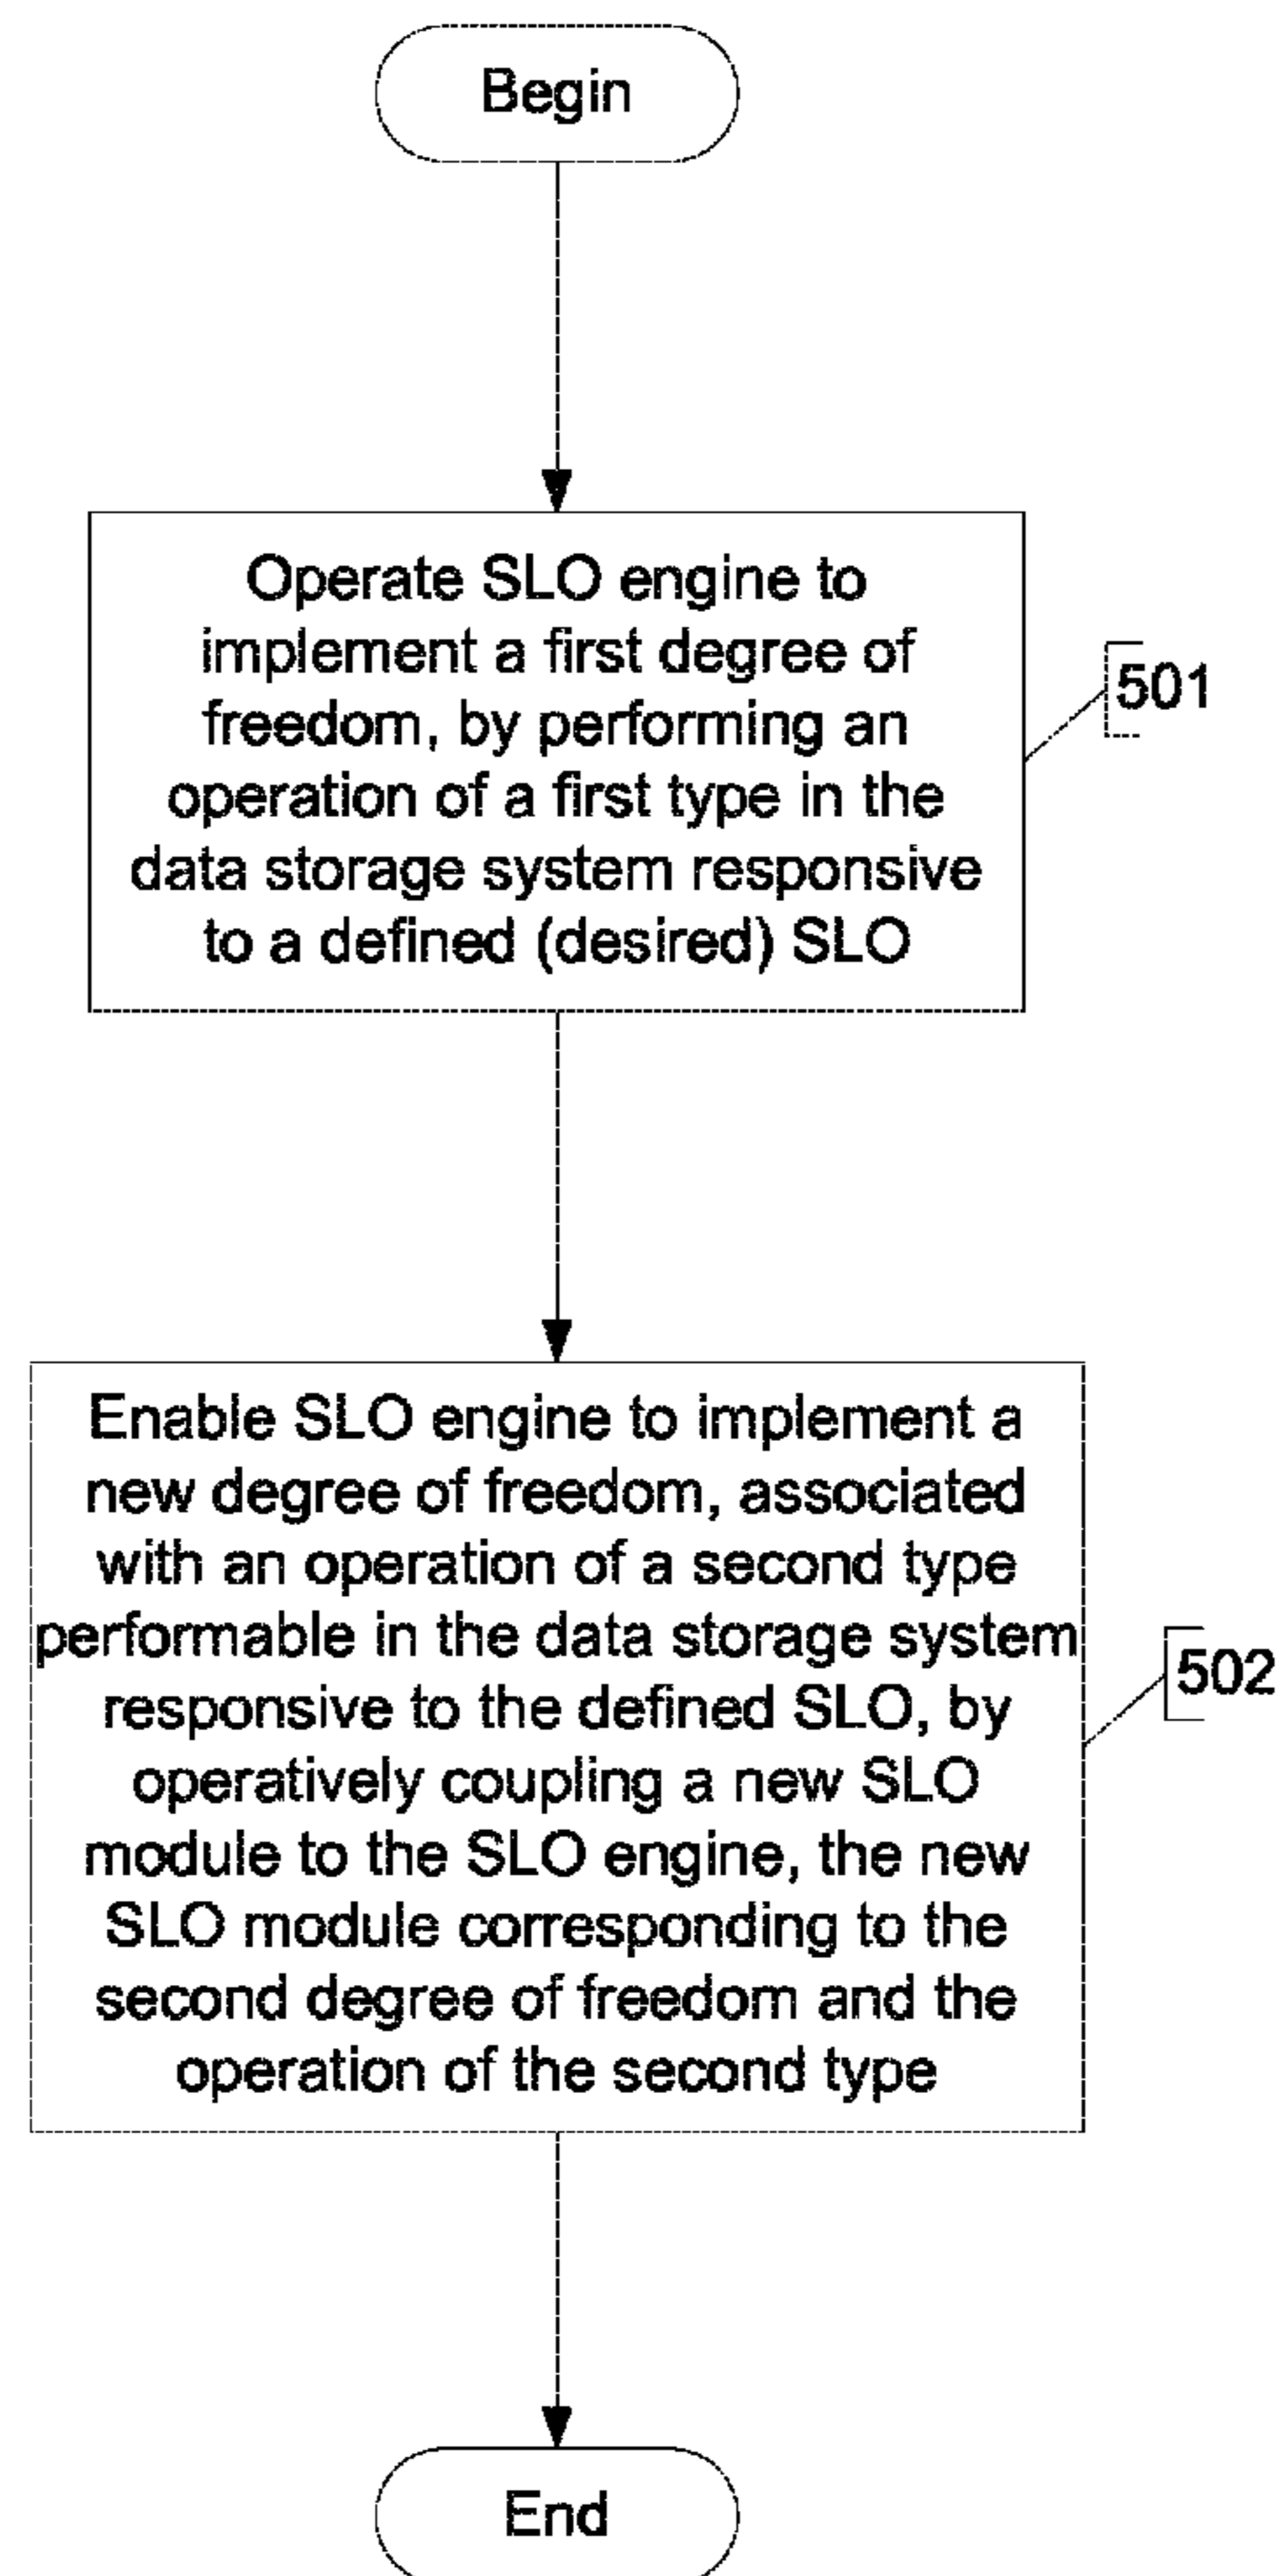 Begin
Operate SLO engine to
implement a first degree of
freedom, by performing an
operation of a first type in the
data storage system responsive
to a defined (desired) SLO
501
Enable SLO engine to implement a
new degree of freedom, associated
with an operation of a second type
performable in the data storage system
responsive to the defined SLO, by
operatively coupling a new SLO
module to the SLO engine, the new
SLO module corresponding to the
second degree of freedom and the
operation of the second type
502
End